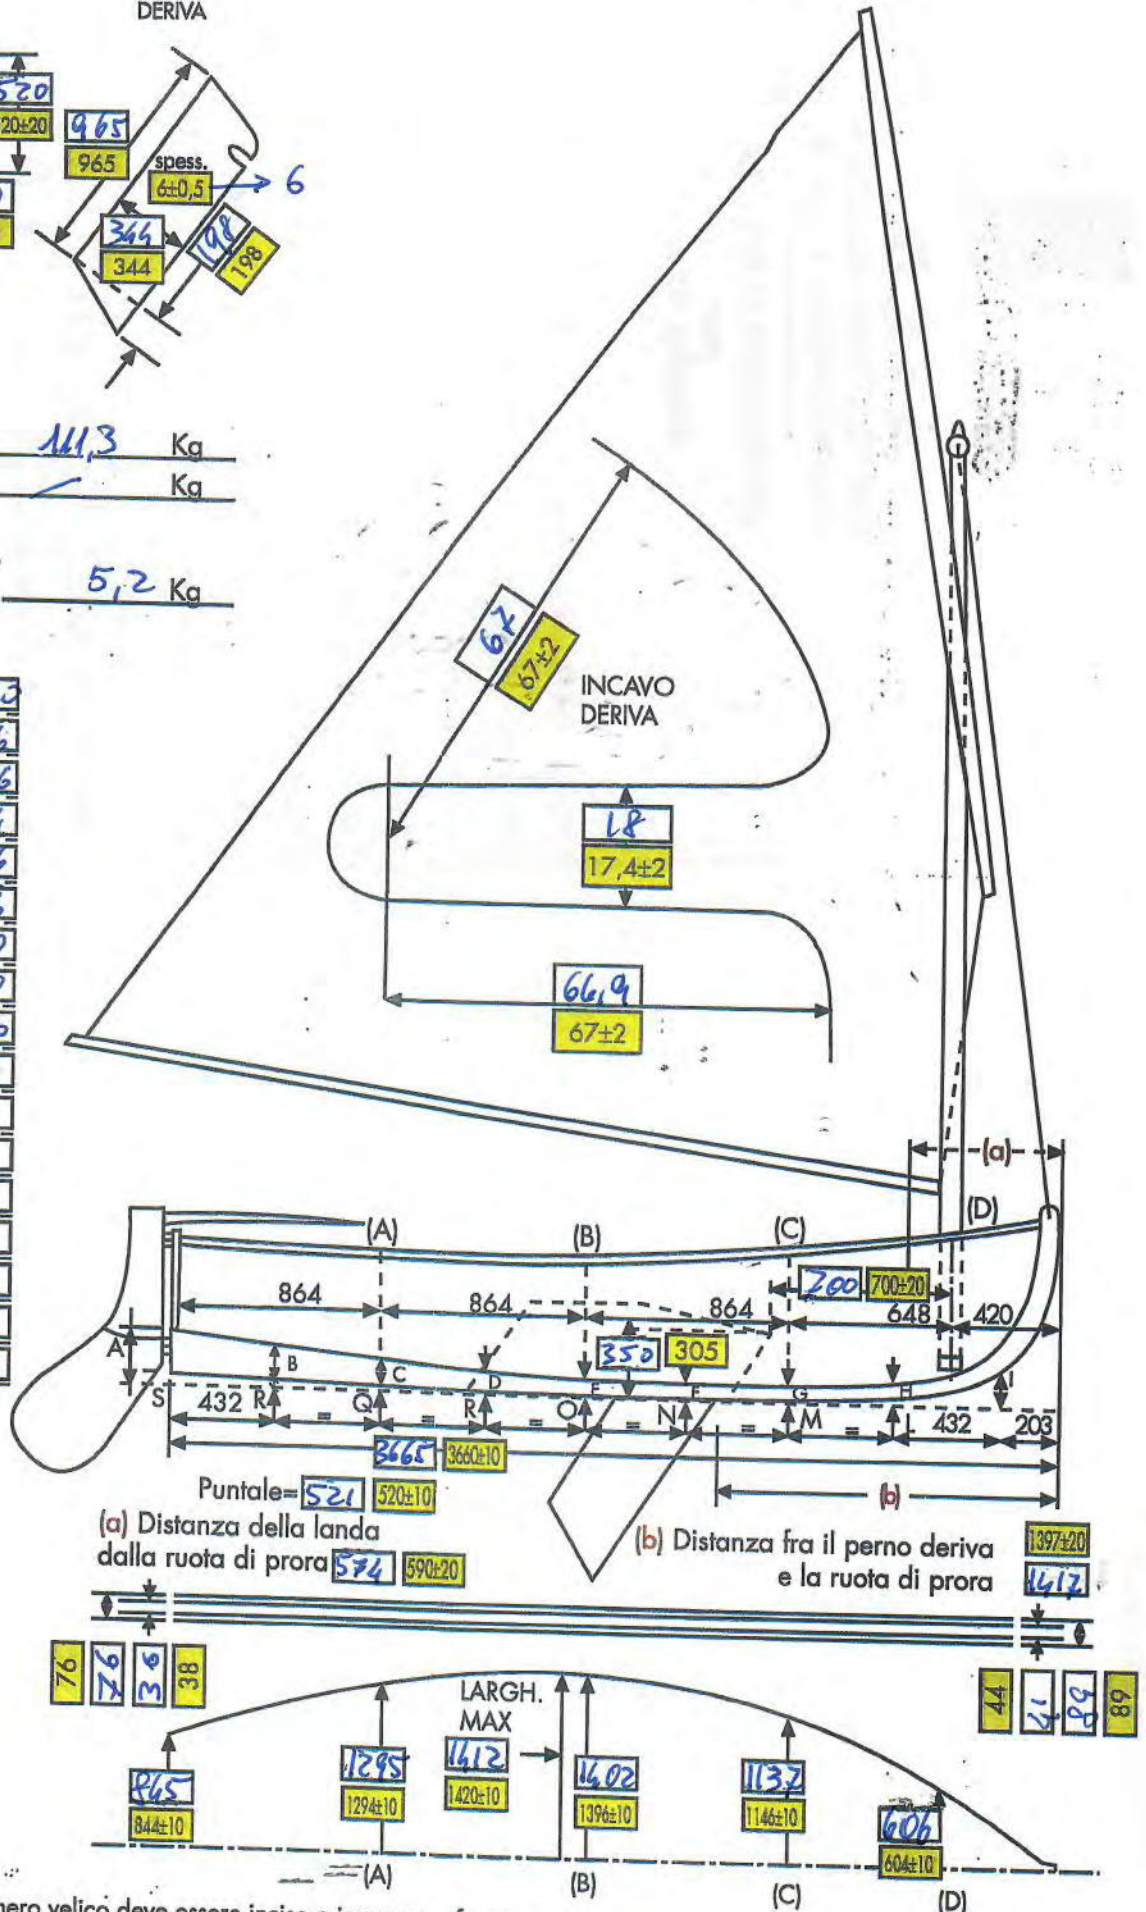 DERIVA
520
20±20
965
965
spess.
6±0,5
6
344
344
198
198
111,3 Kg
Kg
5,2 Kg
67
67±2
INCAVO
DERIVA
18
17,4±2
66,9
67±2
(a)
(A)
(B)
(C)
(D)
700±20
864
864
864
648
420
350
305
A
B
C
D
E
F
G
H
I
S
432
R
=
Q
=
R
=
O
=
N
=
M
=
L
432
203
3665
3660±10
(b)
Puntale= 521 520±10
(a) Distanza della landa
dalla ruota di prora 574 590±20
(b) Distanza fra il perno deriva
e la ruota di prora
1397±20
1417
76
76
36
38
44
89
89
LARGH.
MAX
845
844±10
1295
1294±10
1412
1420±10
1402
1396±10
1137
1146±10
606
604±10
(A)
(B)
(C)
(D)
velico deve essere inciso